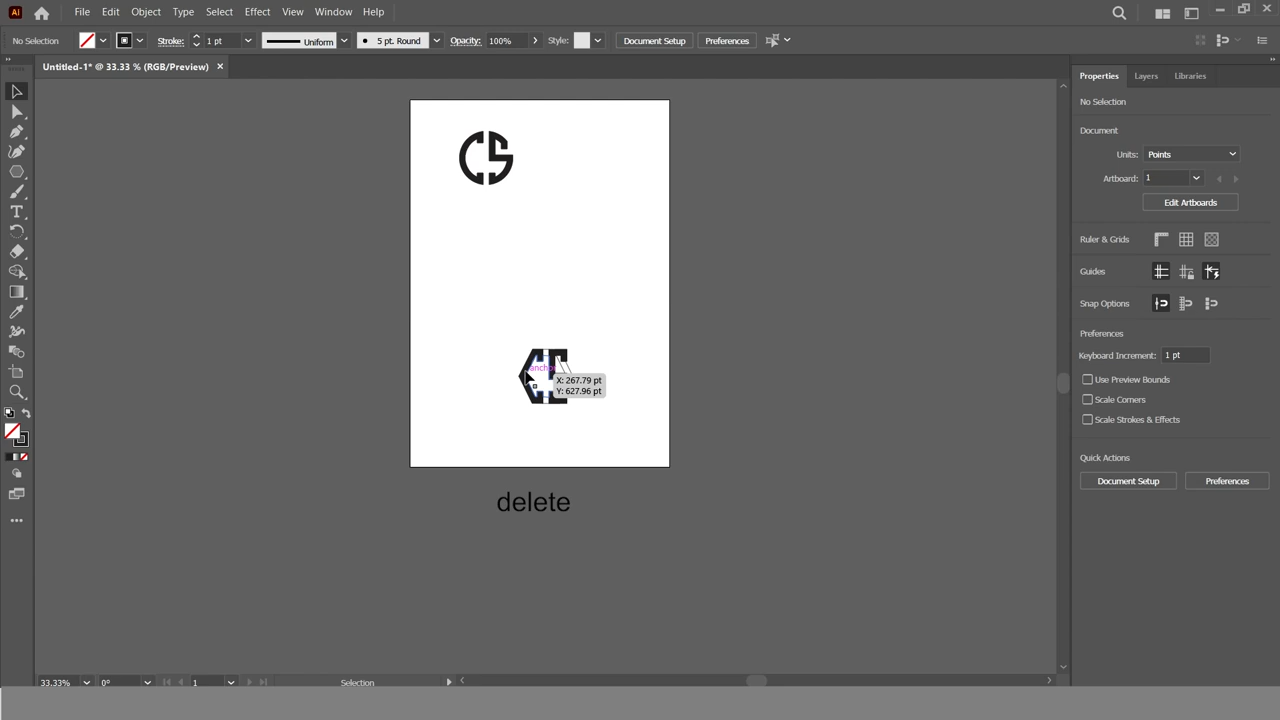 Ai File Edit Object Type Select Effect View Window Help
No Selection Stroke: 1 pt Uniform 5 pt. Round Opacity: 100% Style: Document Setup Preferences
Untitled-1* @ 33.33 % (RGB/Preview)
Properties Layers Libraries
No Selection
Document
Units: Points
Artboard: 1
Edit Artboards
Ruler & Grids
Guides
Snap Options
Preferences
Keyboard Increment: 1 pt
Use Preview Bounds
Scale Corners
Scale Strokes & Effects
Quick Actions
Document Setup Preferences
CS
anchor
X: 267.79 pt
Y: 627.96 pt
delete
33.33% 0° 1 Selection